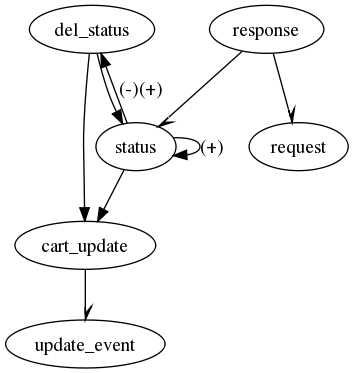 del_status
response
(-)(+)
status
(+)
request
cart_update
update_event